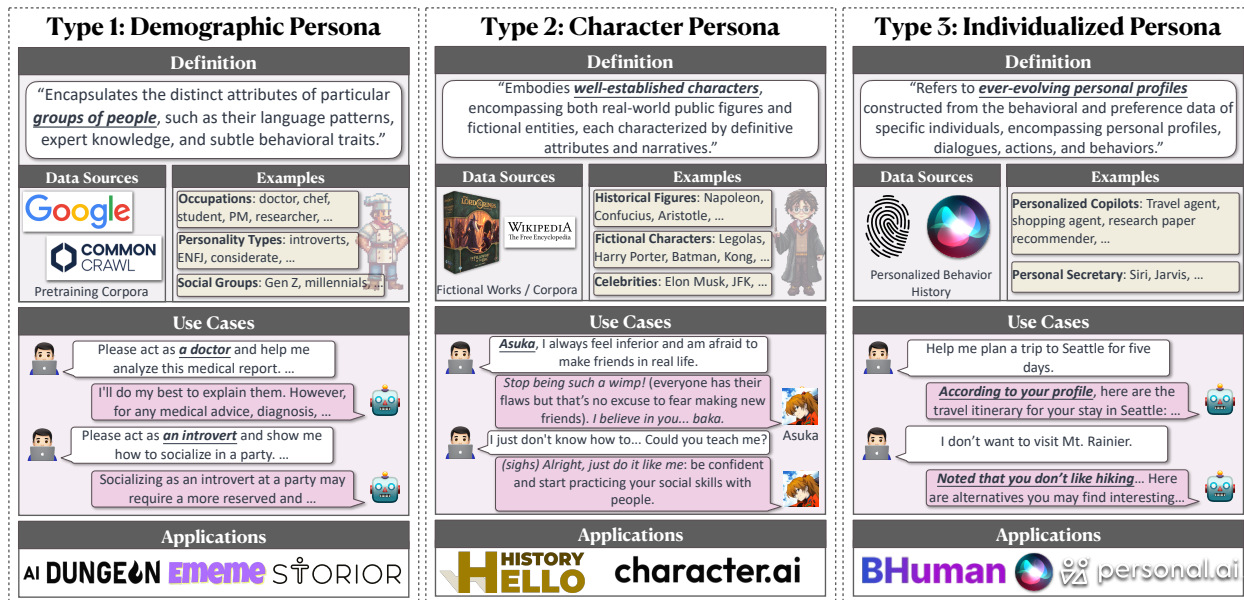 Type 1: Demographic Persona
Definition
“Encapsulates the distinct attributes of particular
groups of people, such as their language patterns,
expert knowledge, and subtle behavioral traits.”
Data Sources
Google
COMMON
CRAWL
Pretraining Corpora
Examples
Occupations: doctor, chef,
student, PM, researcher, …
Personality Types: introverts,
ENFJ, considerate, …
Social Groups: Gen Z, millennials, …
Use Cases
Please act as a doctor and help me
analyze this medical report. …
I'll do my best to explain them. However,
for any medical advice, diagnosis, …
Please act as an introvert and show me
how to socialize in a party. …
Socializing as an introvert at a party may
require a more reserved and …
Applications
AI DUNGEON
Ememe
STORIOR
Type 2: Character Persona
Definition
“Embodies well-established characters,
encompassing both real-world public figures and
fictional entities, each characterized by definitive
attributes and narratives.”
Data Sources
LORD RINGS
WIKIPEDIA
The Free Encyclopedia
Fictional Works / Corpora
Examples
Historical Figures: Napoleon,
Confucius, Aristotle, …
Fictional Characters: Legolas,
Harry Porter, Batman, Kong, …
Celebrities: Elon Musk, JFK, …
Use Cases
Asuka, I always feel inferior and am afraid to
make friends in real life.
Stop being such a wimp! (everyone has their
flaws but that’s no excuse to fear making new
friends). I believe in you... baka.
Asuka
I just don't know how to... Could you teach me?
(sighs) Alright, just do it like me: be confident
and start practicing your social skills with
people.
Applications
HISTORY
HELLO
character.ai
Type 3: Individualized Persona
Definition
“Refers to ever-evolving personal profiles
constructed from the behavioral and preference data of
specific individuals, encompassing personal profiles,
dialogues, actions, and behaviors.”
Data Sources
Personalized Behavior
History
Examples
Personalized Copilots: Travel agent,
shopping agent, research paper
recommender, …
Personal Secretary: Siri, Jarvis, …
Use Cases
Help me plan a trip to Seattle for five
days.
According to your profile, here are the
travel itinerary for your stay in Seattle: …
I don’t want to visit Mt. Rainier.
Noted that you don’t like hiking… Here
are alternatives you may find interesting…
Applications
BHuman
personal.ai